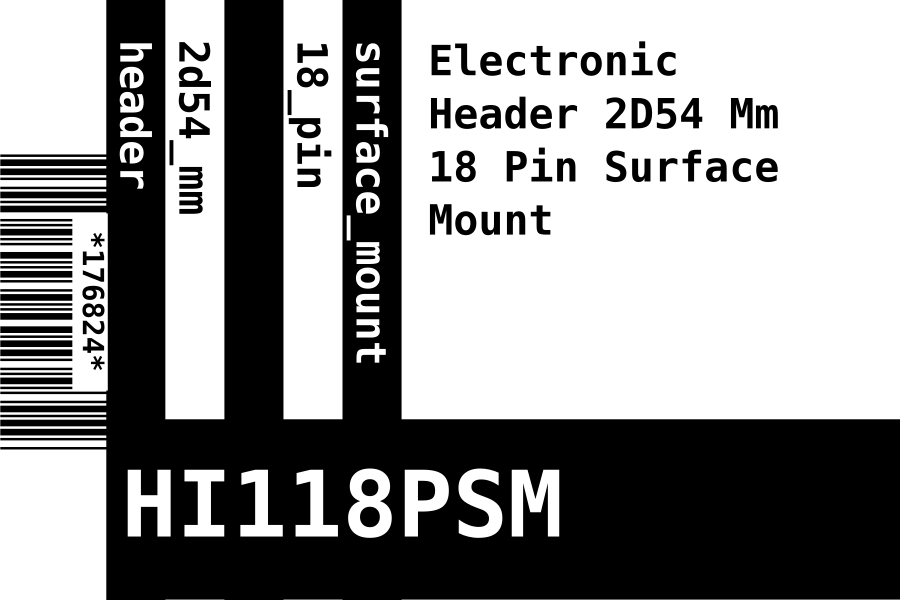 *176824*
header
2d54_mm
18_pin
surface_mount
Electronic
Header 2D54 Mm
18 Pin Surface
Mount
HI118PSM